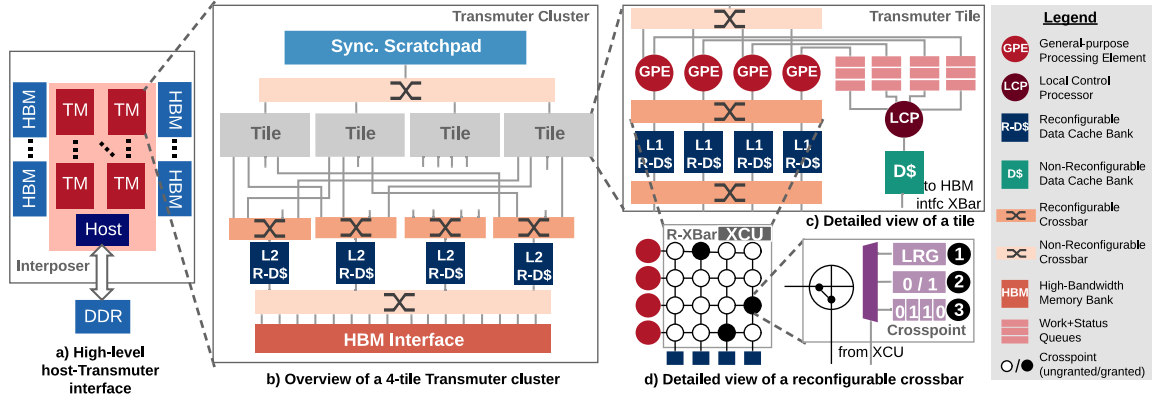 HBM
HBM
TM
TM
TM
TM
HBM
HBM
Host
Interposer
DDR
a) High-level
host-Transmuter
interface
Transmuter Cluster
Sync. Scratchpad
Tile
Tile
Tile
Tile
L2
R-D$
L2
R-D$
L2
R-D$
L2
R-D$
HBM Interface
b) Overview of a 4-tile Transmuter cluster
Transmuter Tile
GPE
GPE
GPE
GPE
LCP
L1
R-D$
L1
R-D$
L1
R-D$
L1
R-D$
D$
to HBM
intfc XBar
c) Detailed view of a tile
R-XBar
XCU
LRG
1
0 / 1
2
0110
3
Crosspoint
from XCU
d) Detailed view of a reconfigurable crossbar
Legend
GPE
General-purpose
Processing Element
LCP
Local Control
Processor
R-D$
Reconfigurable
Data Cache Bank
D$
Non-Reconfigurable
Data Cache Bank
Reconfigurable
Crossbar
Non-Reconfigurable
Crossbar
HBM
High-Bandwidth
Memory Bank
Work+Status
Queues
/
Crosspoint
(ungranted/granted)